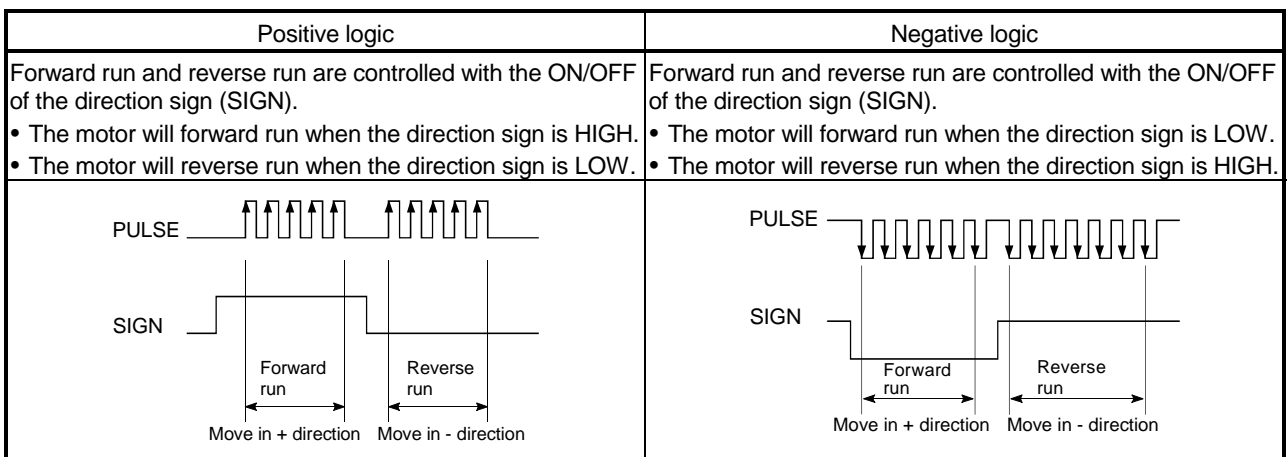 Positive logic
Negative logic
Forward run and reverse run are controlled with the ON/OFF
of the direction sign (SIGN).
• The motor will forward run when the direction sign is HIGH.
• The motor will reverse run when the direction sign is LOW.
Forward run and reverse run are controlled with the ON/OFF
of the direction sign (SIGN).
• The motor will forward run when the direction sign is LOW.
• The motor will reverse run when the direction sign is HIGH.
PULSE
SIGN
Forward
run
Reverse
run
Move in + direction
Move in - direction
PULSE
SIGN
Forward
run
Reverse
run
Move in + direction
Move in - direction